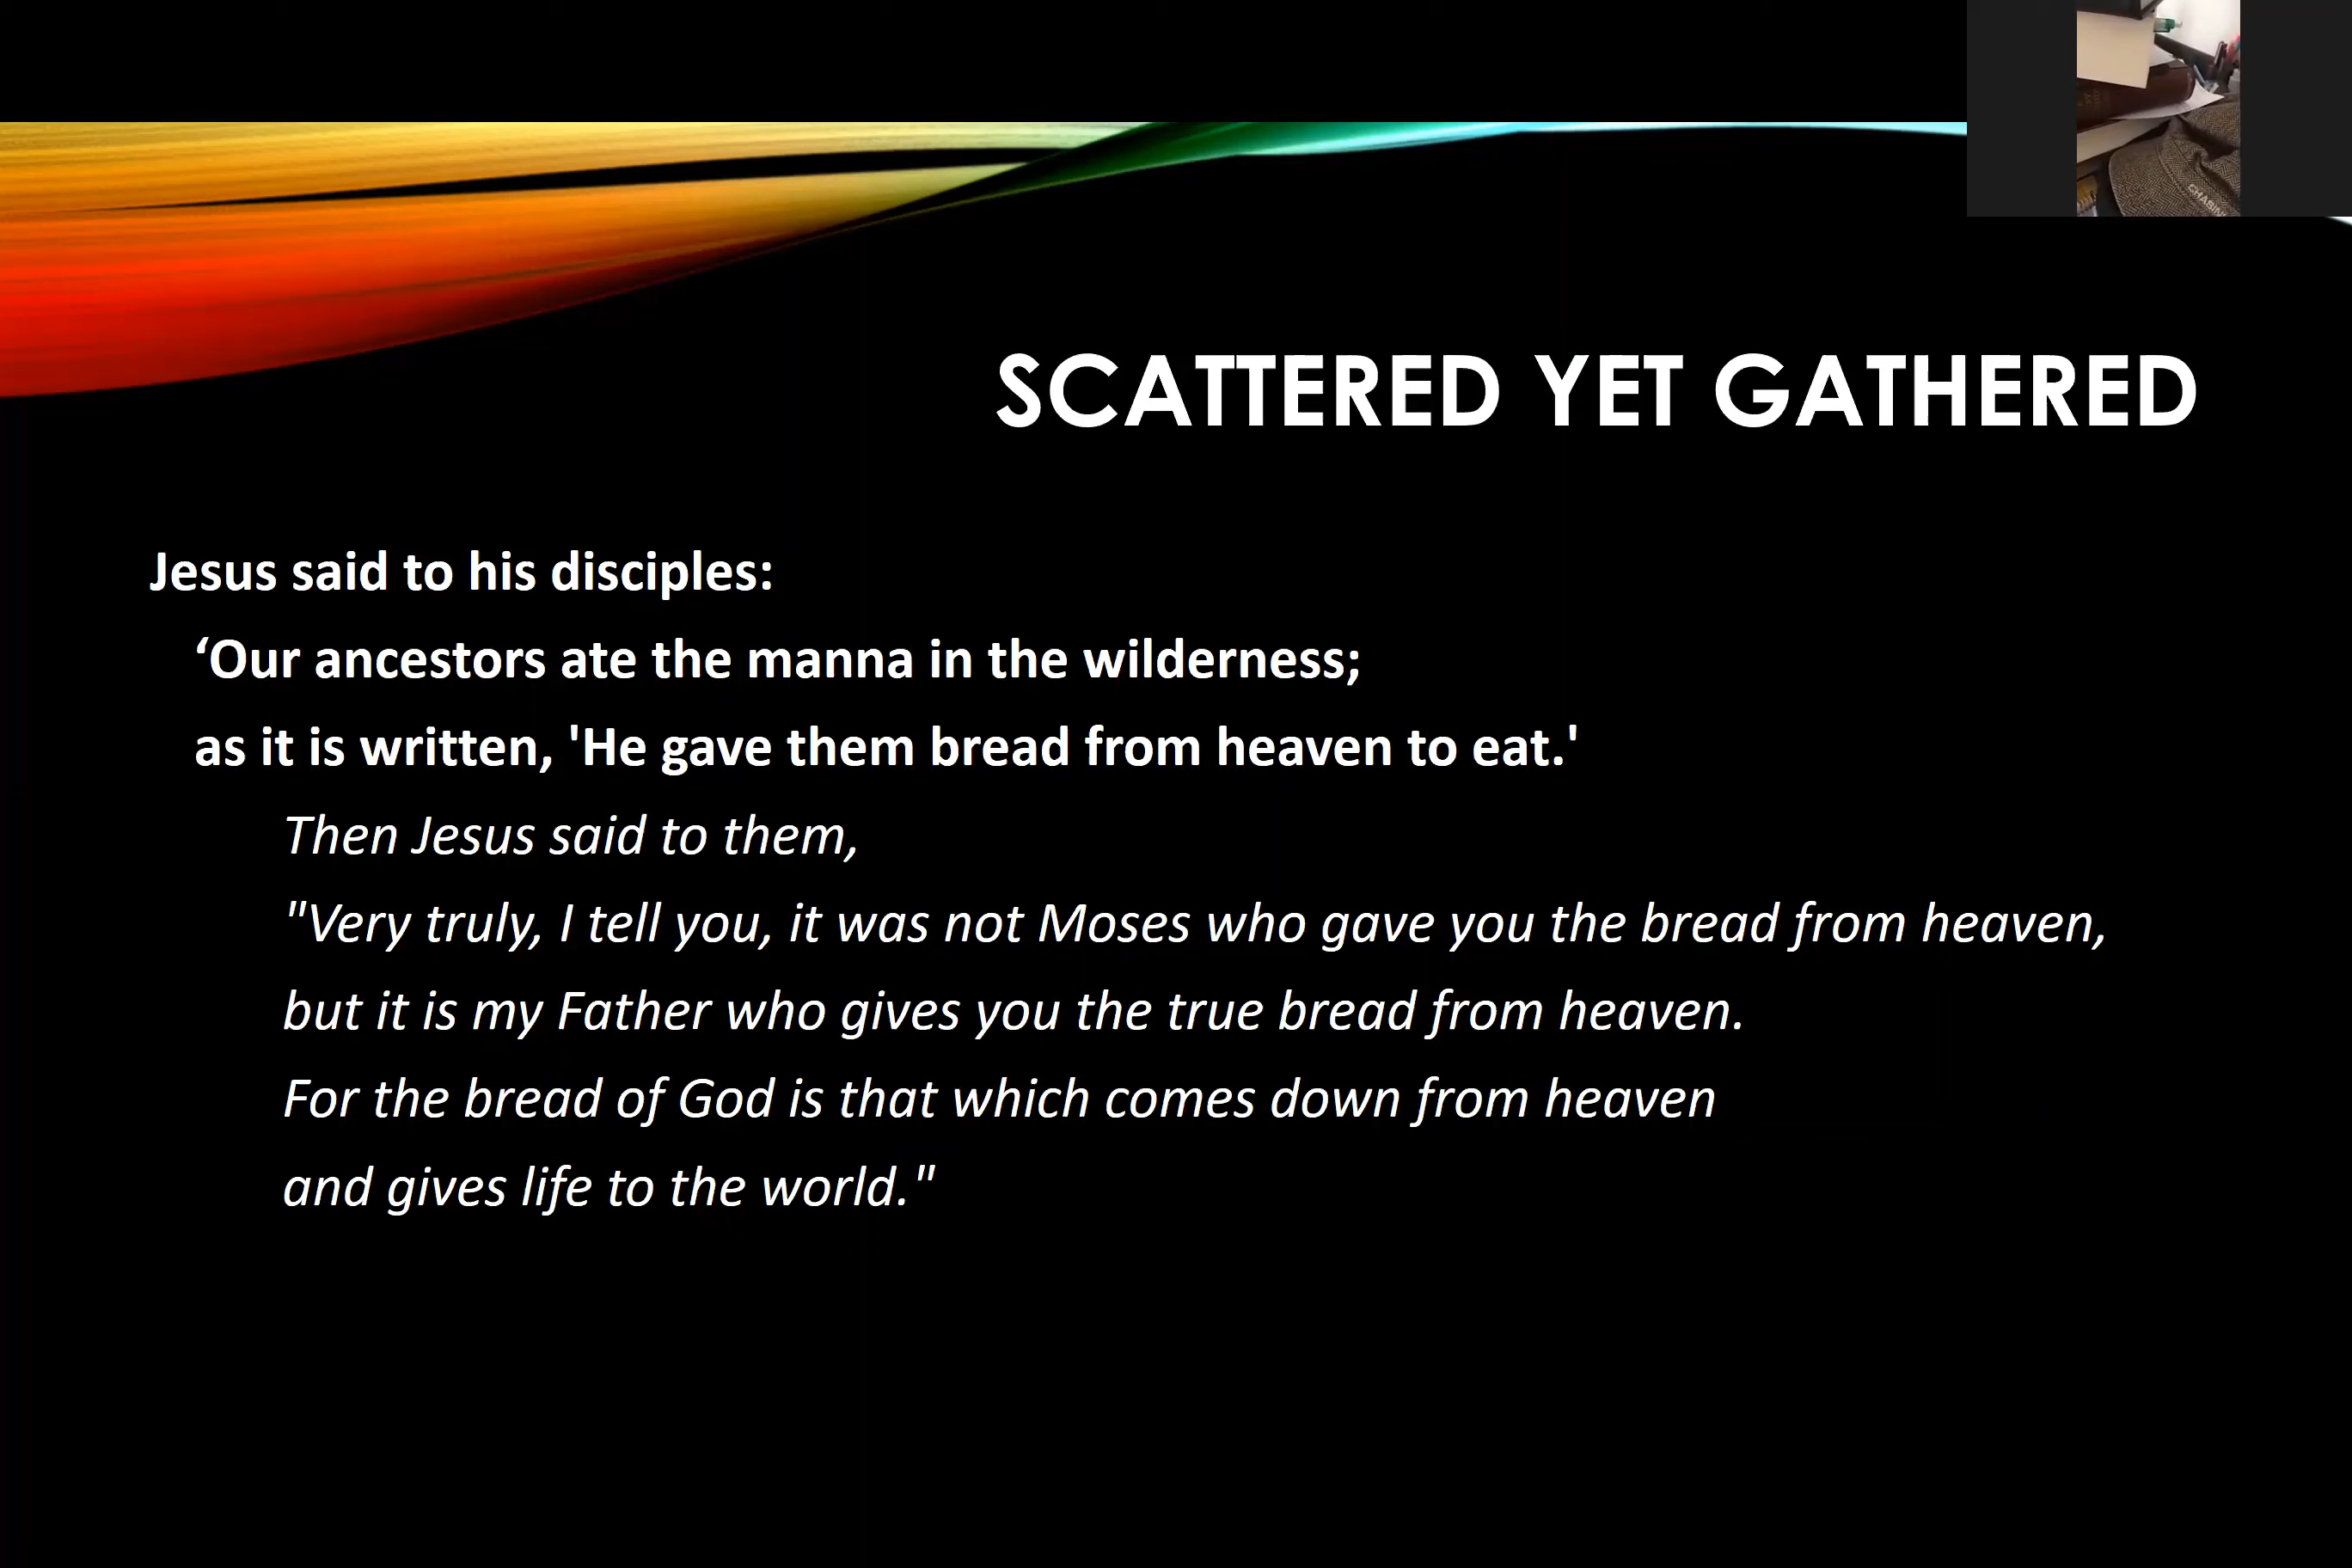 SCATTERED YET GATHERED
Jesus said to his disciples:
‘Our ancestors ate the manna in the wilderness;
as it is written, 'He gave them bread from heaven to eat.'
Then Jesus said to them,
"Very truly, I tell you, it was not Moses who gave you the bread from heaven,
but it is my Father who gives you the true bread from heaven.
For the bread of God is that which comes down from heaven
and gives life to the world."